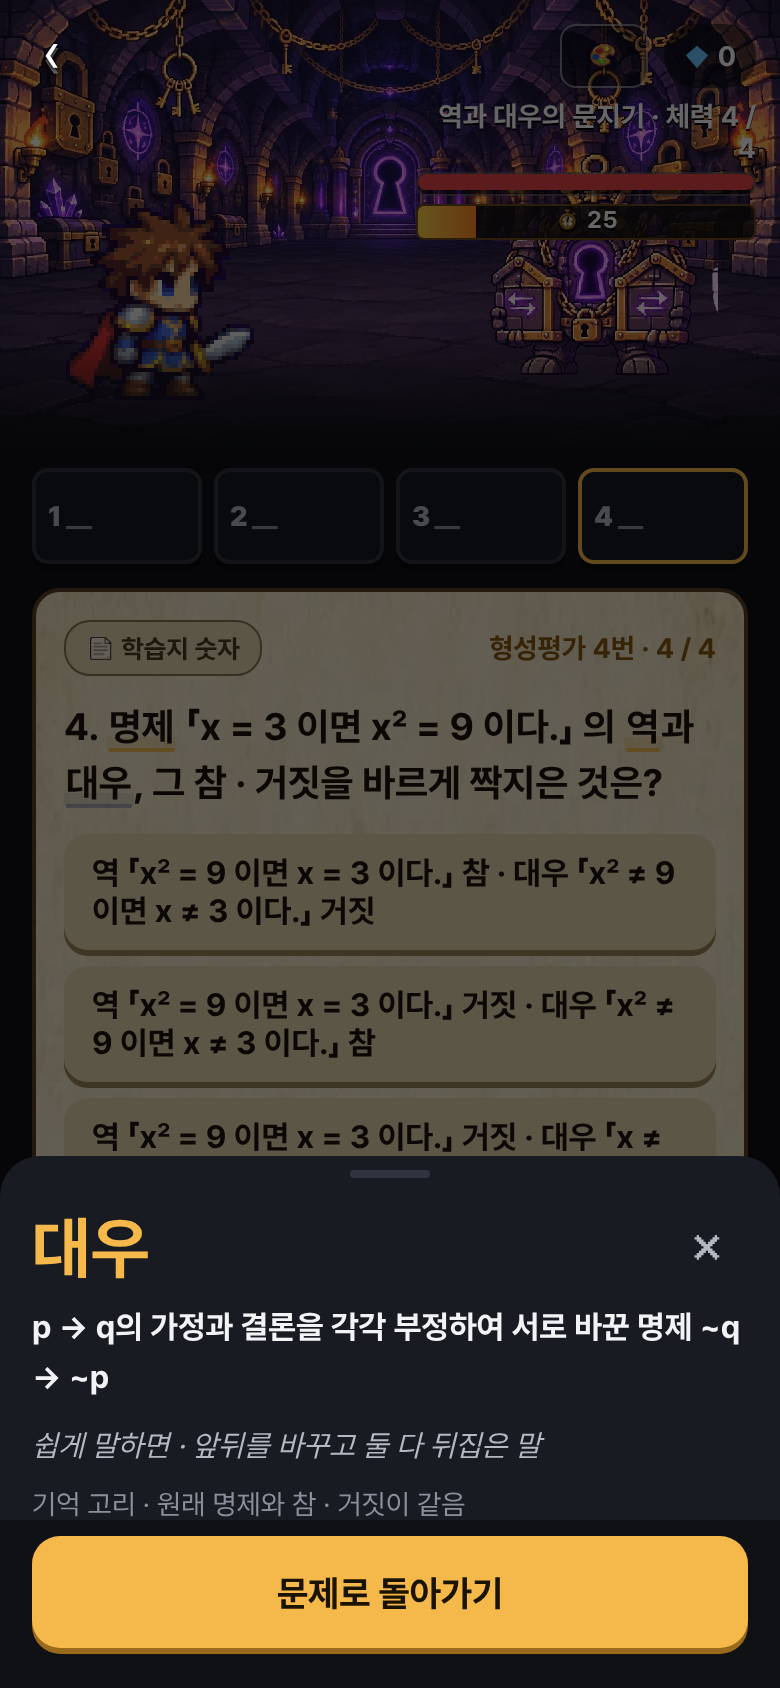 0
역과 대우의 문지기 · 체력 4 /
4
25
1 __
2 __
3 __
4 __
학습지 숫자
형성평가 4번 · 4 / 4
4. 명제 「x = 3 이면 x² = 9 이다.」 의 역과
대우, 그 참 · 거짓을 바르게 짝지은 것은?
역 「x² = 9 이면 x = 3 이다.」 참 · 대우 「x² ≠ 9
이면 x ≠ 3 이다.」 거짓
역 「x² = 9 이면 x = 3 이다.」 거짓 · 대우 「x² ≠
9 이면 x ≠ 3 이다.」 참
역 「x² = 9 이면 x = 3 이다.」 거짓 · 대우 「x ≠
대우
p → q의 가정과 결론을 각각 부정하여 서로 바꾼 명제 ~q
→ ~p
쉽게 말하면 · 앞뒤를 바꾸고 둘 다 뒤집은 말
기억 고리 · 원래 명제와 참 · 거짓이 같음
문제로 돌아가기